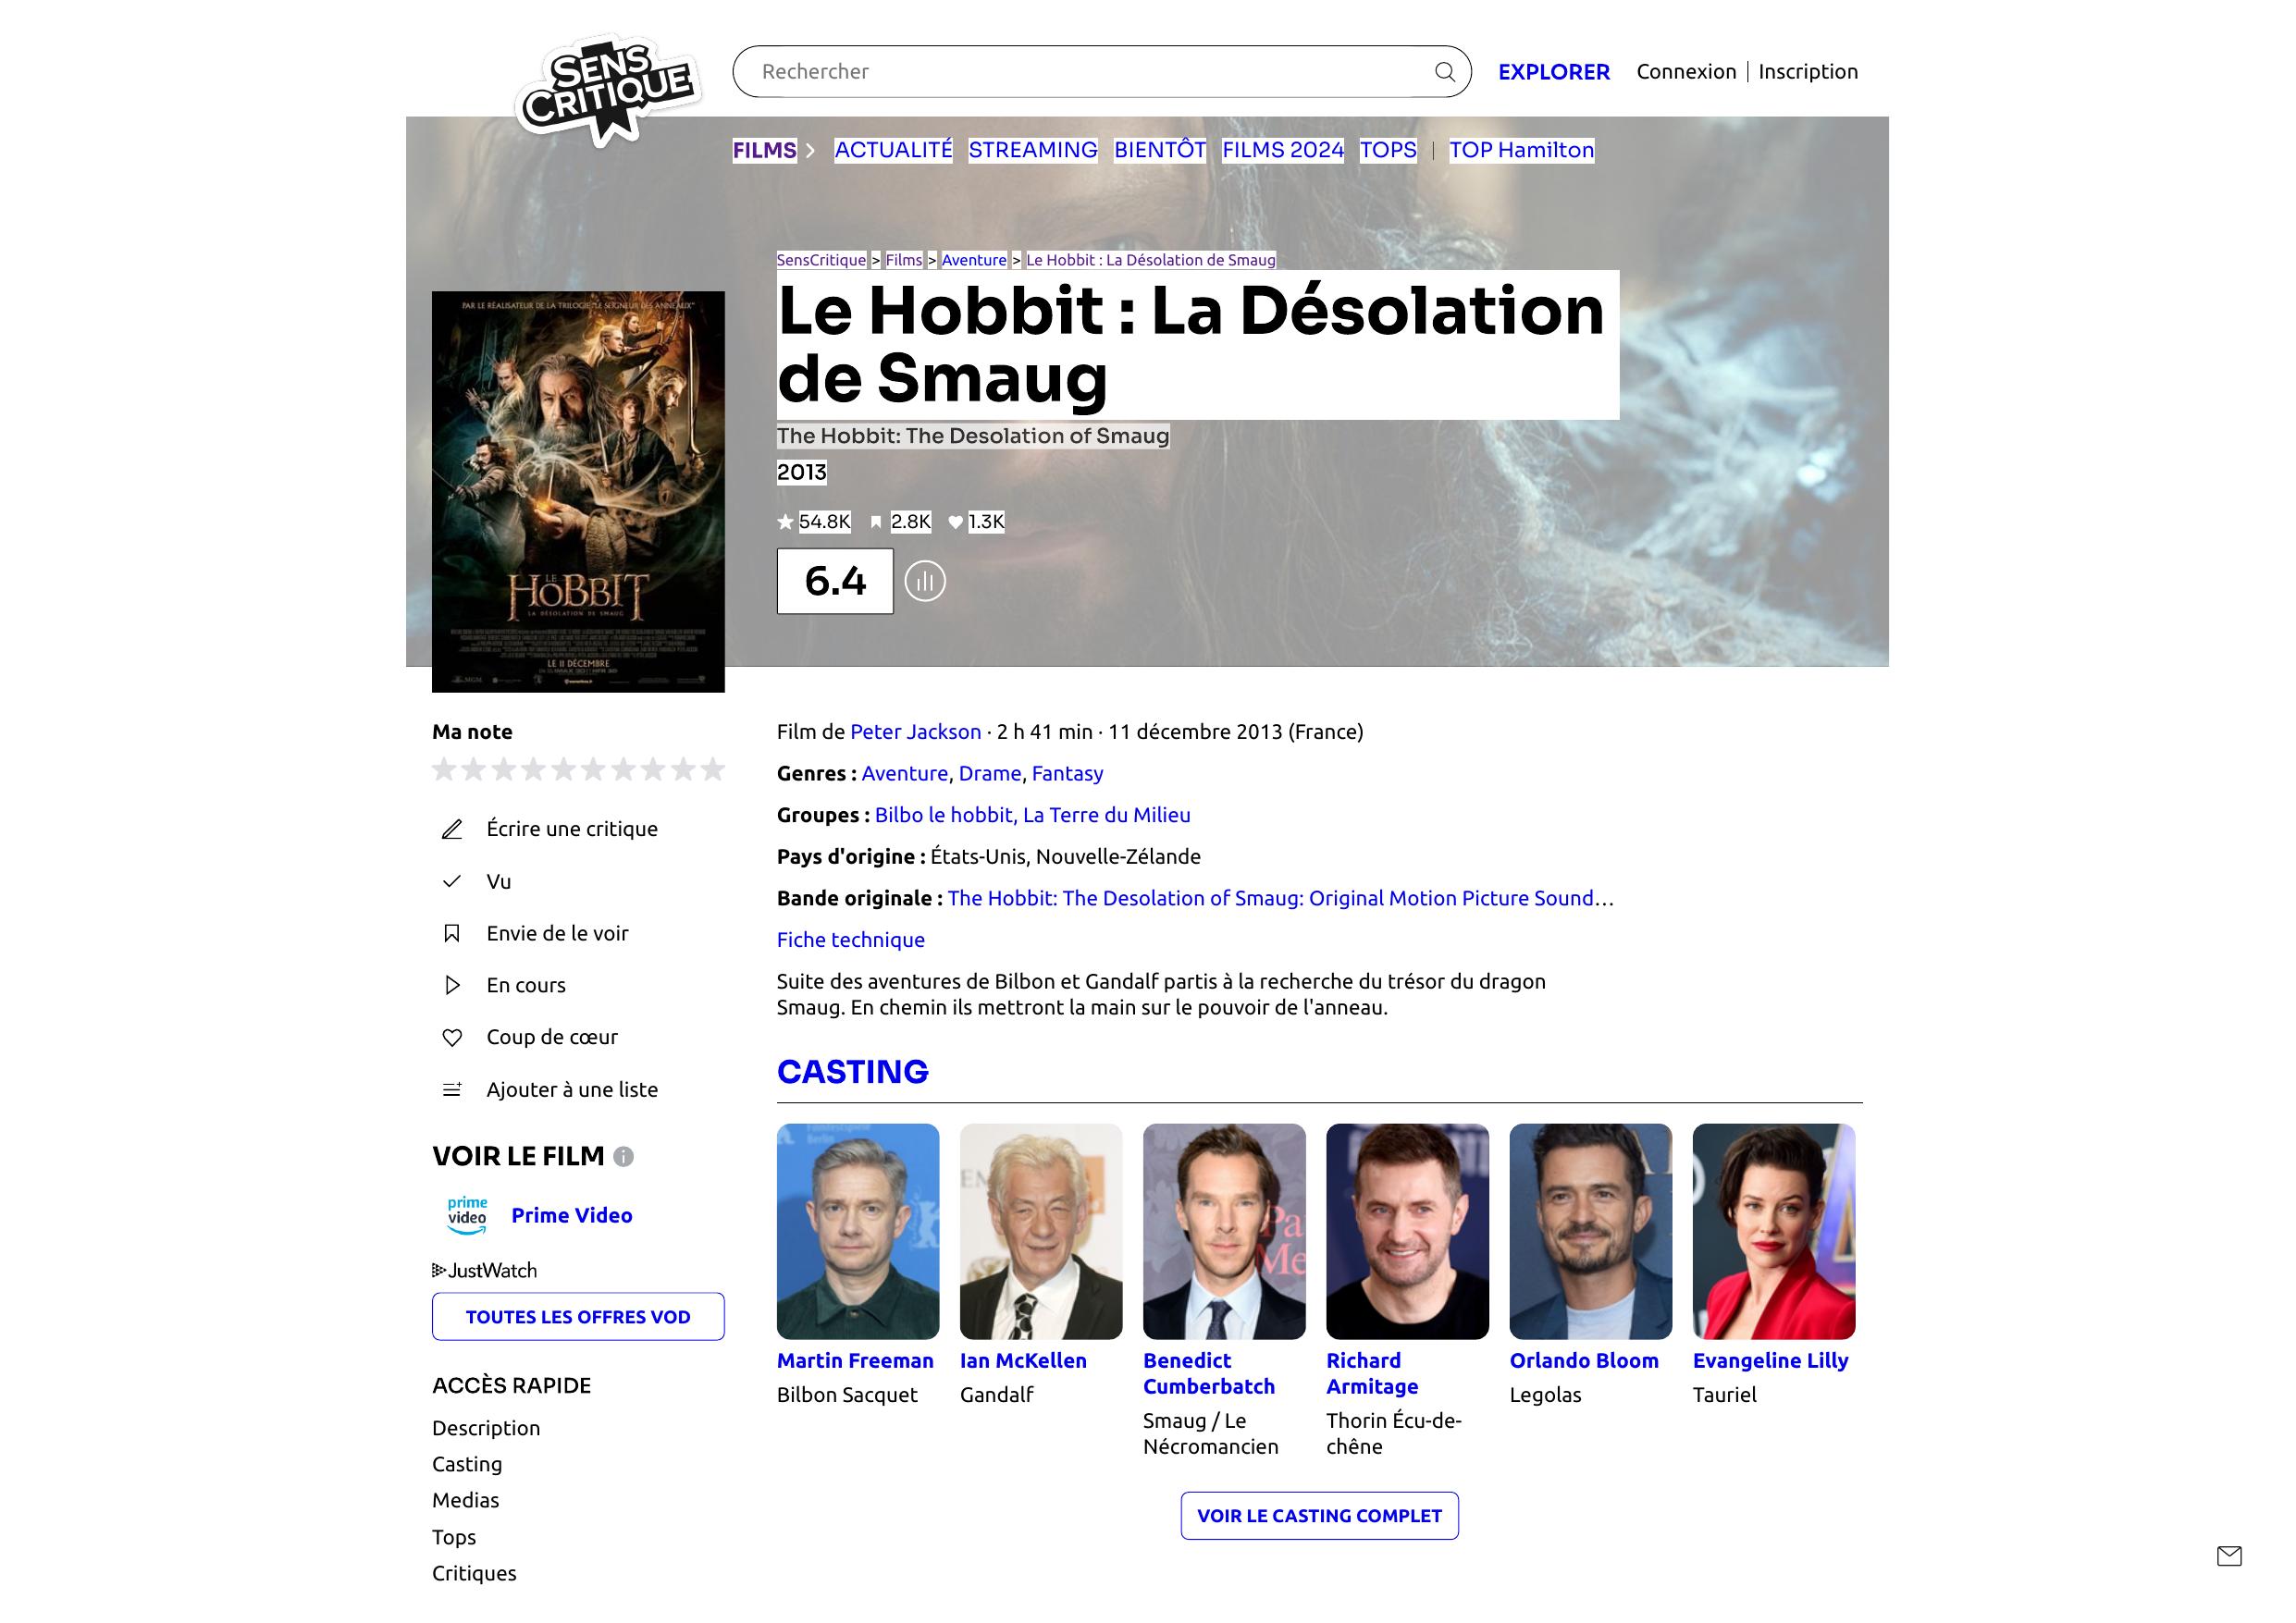 SENS CRITIQUE
Rechercher
EXPLORER
Connexion | Inscription
FILMS
ACTUALITÉ STREAMING BIENTÔT FILMS 2024 TOPS | TOP Hamilton
SensCritique > Films > Aventure > Le Hobbit : La Désolation de Smaug
Le Hobbit : La Désolation
de Smaug
The Hobbit: The Desolation of Smaug
2013
54.8K 2.8K 1.3K
6.4
PAR LE RÉALISATEUR DE LA TRILOGIE "LE SEIGNEUR DES ANNEAUX"
LE
HOBBIT
LA DÉSOLATION DE SMAUG
LE 11 DÉCEMBRE
MGM
Ma note
Écrire une critique
Vu
Envie de le voir
En cours
Coup de cœur
Ajouter à une liste
VOIR LE FILM
prime
video
Prime Video
JustWatch
TOUTES LES OFFRES VOD
ACCÈS RAPIDE
Description
Casting
Medias
Tops
Critiques
Film de Peter Jackson · 2 h 41 min · 11 décembre 2013 (France)
Genres : Aventure, Drame, Fantasy
Groupes : Bilbo le hobbit, La Terre du Milieu
Pays d'origine : États-Unis, Nouvelle-Zélande
Bande originale : The Hobbit: The Desolation of Smaug: Original Motion Picture Sound…
Fiche technique
Suite des aventures de Bilbon et Gandalf partis à la recherche du trésor du dragon
Smaug. En chemin ils mettront la main sur le pouvoir de l'anneau.
CASTING
Martin Freeman
Bilbon Sacquet
Ian McKellen
Gandalf
Benedict
Cumberbatch
Smaug / Le
Nécromancien
Richard
Armitage
Thorin Écu-de-
chêne
Orlando Bloom
Legolas
Evangeline Lilly
Tauriel
VOIR LE CASTING COMPLET